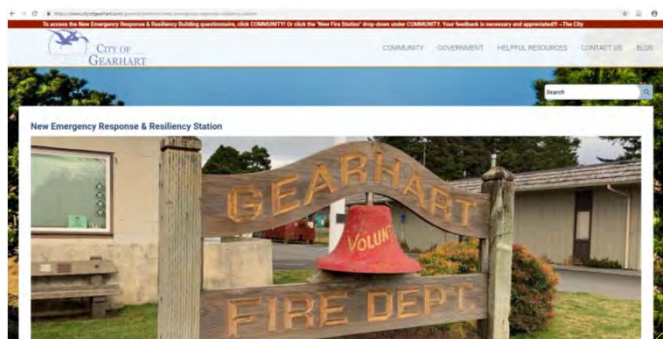 To access the New Emergency Response & Resiliency Building questionnaire, click COMMUNITY! Or click the "New Fire Station" drop-down under COMMUNITY. Your feedback is necessary and appreciated!! ~The City
CITY OF
GEARHART
COMMUNITY GOVERNMENT HELPFUL RESOURCES CONTACT US BLOG
Search
New Emergency Response & Resiliency Station
GEARHART
VOLUNT
FIRE DEPT.